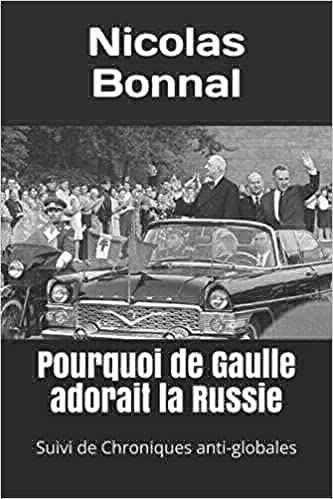 Nicolas
Bonnal
Pourquoi de Gaulle
adorait la Russie
Suivi de Chroniques anti-globales